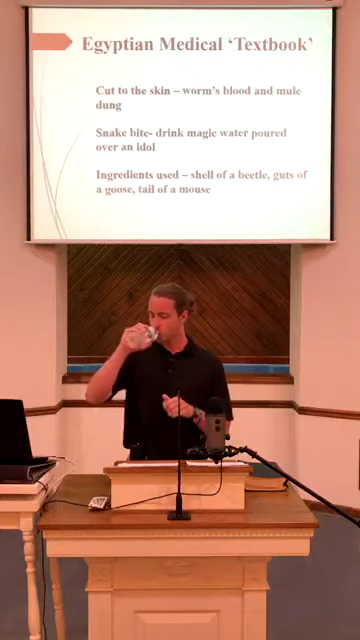 Egyptian Medical ‘Textbook’
Cut to the skin – worm’s blood and mule
dung
Snake bite- drink magic water poured
over an idol
Ingredients used – shell of a beetle, guts of
a goose, tail of a mouse